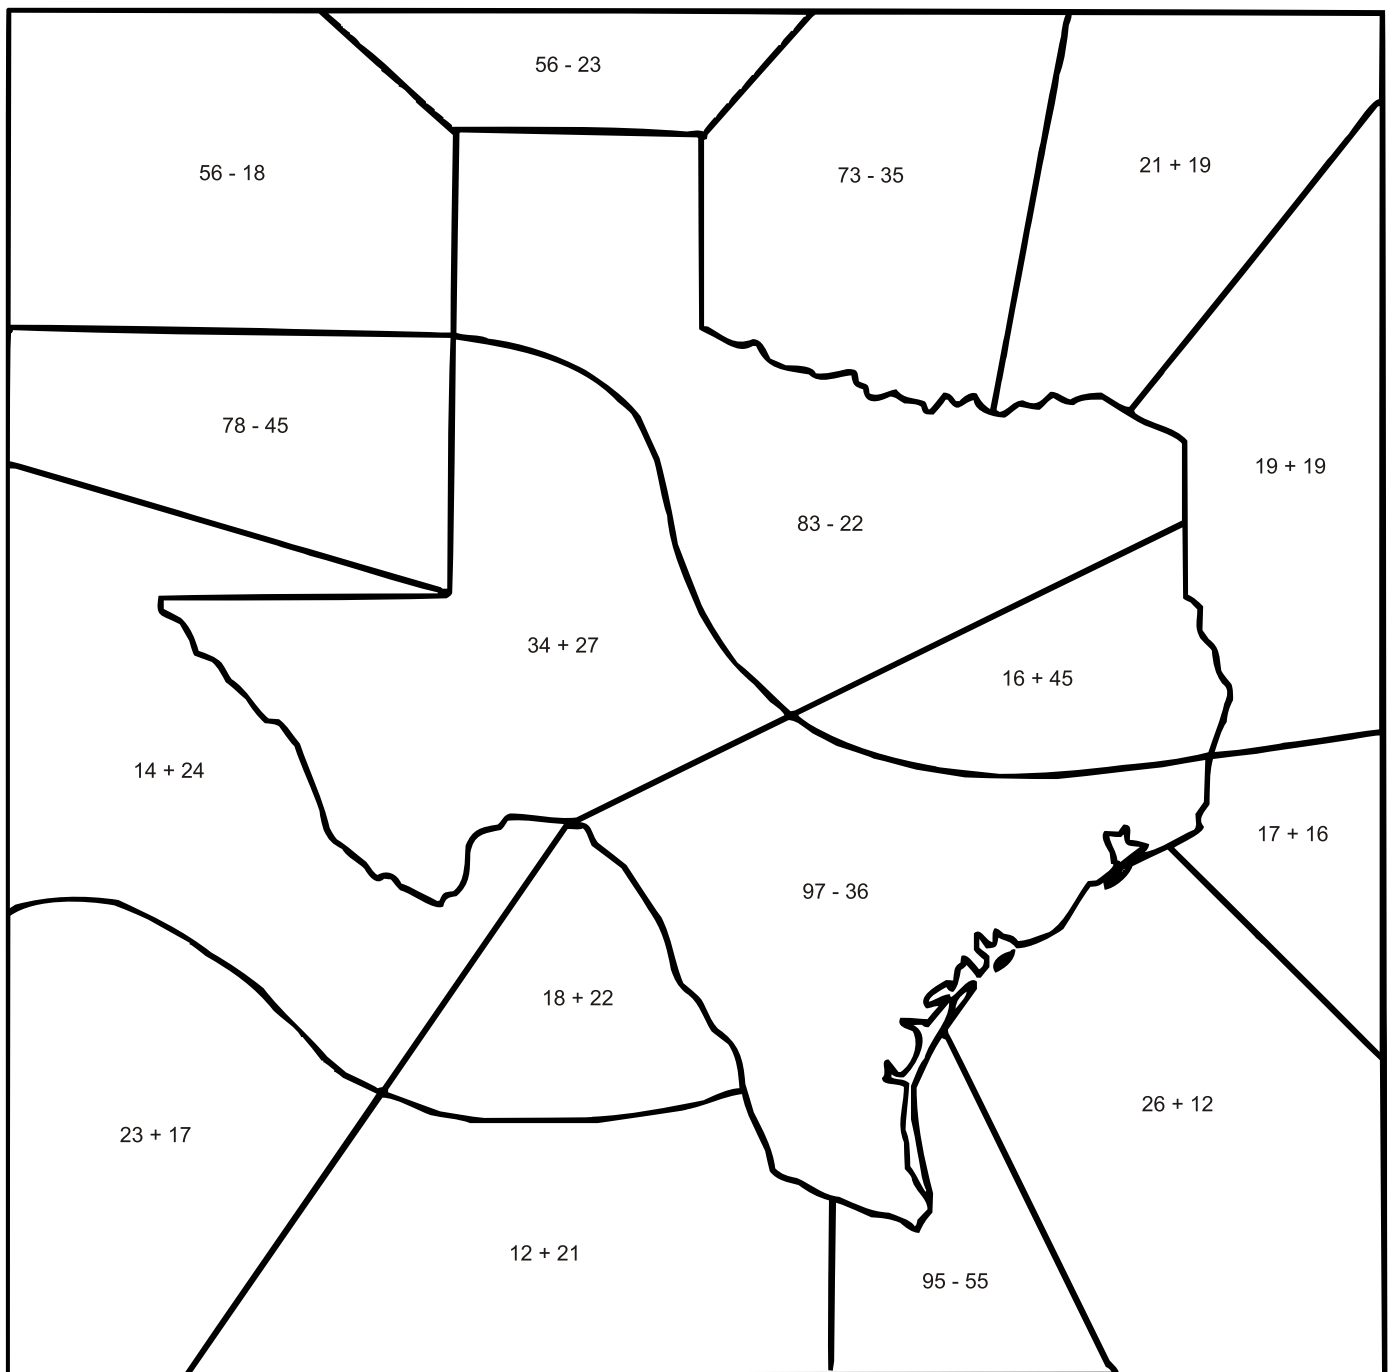 56 - 23
56 - 18
73 - 35
21 + 19
78 - 45
19 + 19
83 - 22
34 + 27
16 + 45
14 + 24
17 + 16
97 - 36
18 + 22
26 + 12
23 + 17
12 + 21
95 - 55